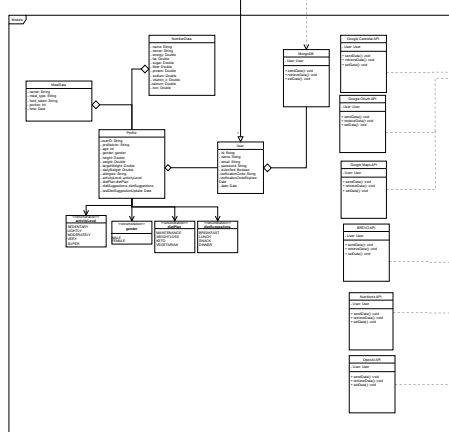 Models
NutritionData
- name: String
- owner: String
- energy: Double
- fat: Double
- sugar: Double
- fiber: Double
- protein: Double
- sodium: Double
- vitamin_c: Double
- calcium: Double
- iron: Double
MealData
- owner: String
- meal_type: String
- food_taken: String
- portion: Int
- time: Date
Profile
- userID: String
- profileIcon: String
- age: Int
- gender: gender
- height: Double
- weight: Double
- targetWeight: Double
- dailyBudget: Double
- allergies: String
- activityLevel: activityLevel
- dietPlan: dietPlan
- dietSuggestions: dietSuggestions
- lastDietSuggestionUpdate: Date
User
- id: String
- name: String
- email: String
- password: String
- isVerified: Boolean
- verificationCode: String
- verificationCodeExpires:
Date
- date: Date
MongoDB
- User: User
+ sendData(): void
+ retrieveData(): void
+ setData(): void
<<enumeration>>
activityLevel
SEDENTARY
LIGHTLY
MODERATELY
VERY
SUPER
<<enumeration>>
gender
MALE
FEMALE
<<enumeration>>
dietPlan
MAINTENANCE
WEIGHTLOSS
KETO
VEGETARIAN
<<enumeration>>
dietSuggestions
BREAKFAST
LUNCH
SNACK
DINNER
Google Calendar API
- User: User
+ sendData(): void
+ retrieveData(): void
+ setData(): void
Google OAuth API
- User: User
+ sendData(): void
+ retrieveData(): void
+ setData(): void
Google Maps API
- User: User
+ sendData(): void
+ retrieveData(): void
+ setData(): void
BREVO API
- User: User
+ sendData(): void
+ retrieveData(): void
+ setData(): void
Nutritionix API
- User: User
+ sendData(): void
+ retrieveData(): void
+ setData(): void
OpenAI API
- User: User
+ sendData(): void
+ retrieveData(): void
+ setData(): void